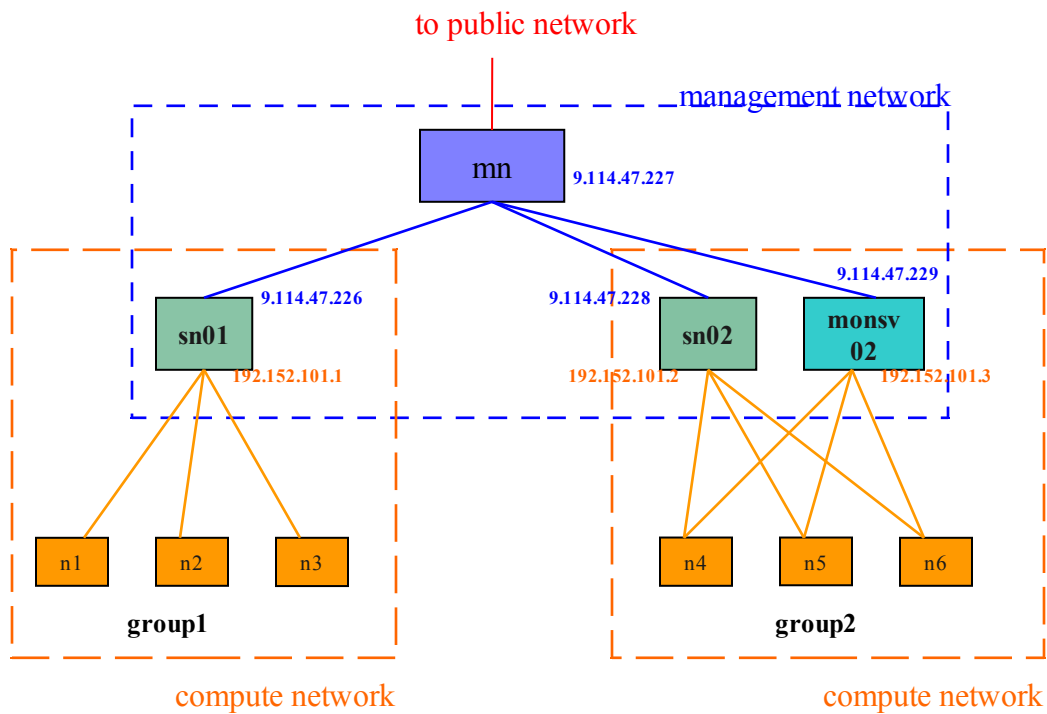 to public network
management network
mn
9.114.47.227
9.114.47.229
9.114.47.226
9.114.47.228
sn01
sn02
monsv
02
192.152.101.1
192.152.101.2
192.152.101.3
n1
n2
n3
n4
n5
n6
group1
group2
compute network
compute network